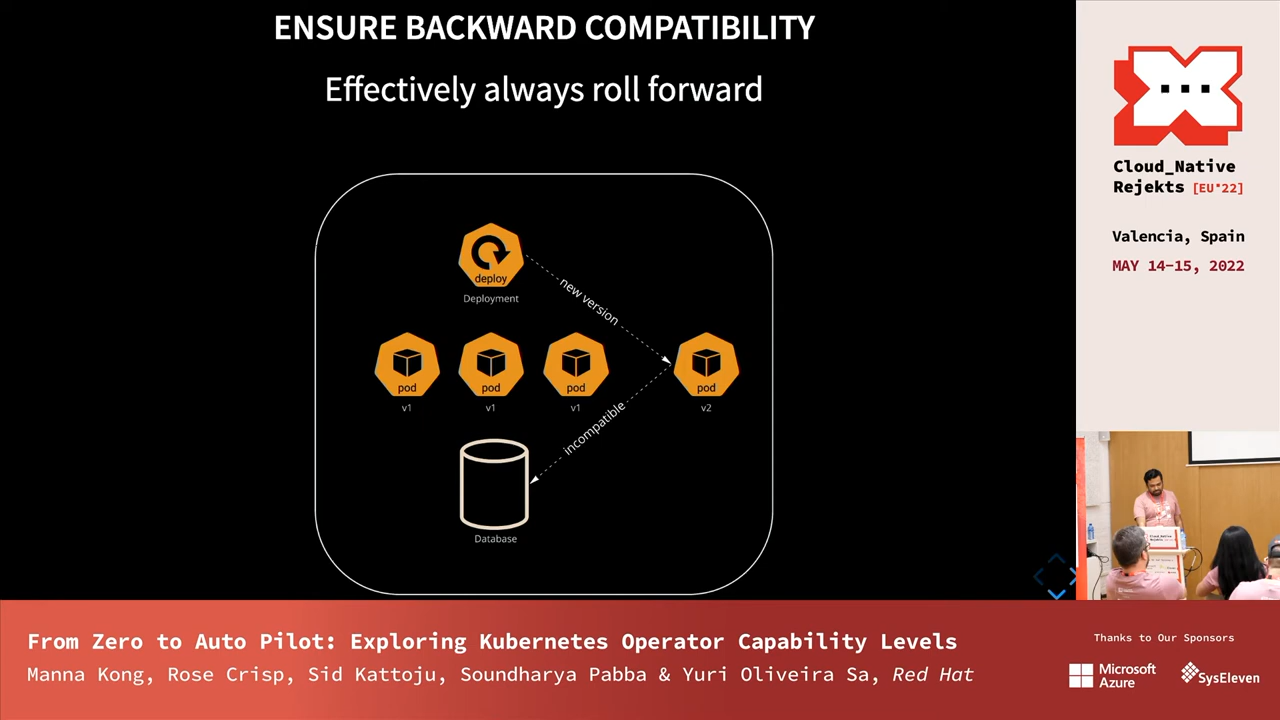 ENSURE BACKWARD COMPATIBILITY
Effectively always roll forward
deploy
Deployment
new version
pod
pod
pod
pod
v1
v1
v1
v2
incompatible
Database
Cloud_Native
Rejekts [EU*22]
Valencia, Spain
MAY 14-15, 2022
From Zero to Auto Pilot: Exploring Kubernetes Operator Capability Levels
Manna Kong, Rose Crisp, Sid Kattoju, Soundharya Pabba & Yuri Oliveira Sa, Red Hat
Thanks to Our Sponsors
Microsoft
Azure
SysEleven